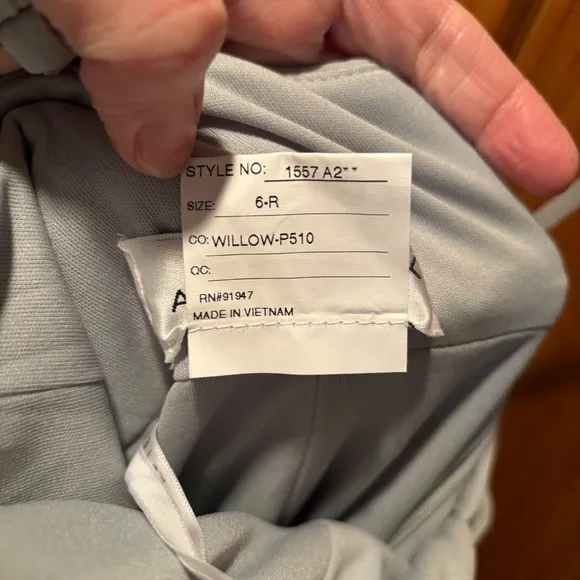 STYLE NO: 1557 A2**
SIZE: 6-R
CO: WILLOW-P510
QC:
RN#91947
MADE IN VIETNAM
A